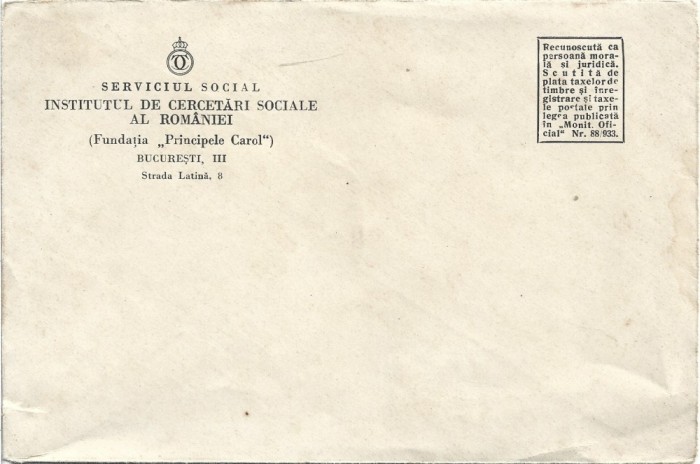 SERVICIUL SOCIAL
INSTITUTUL DE CERCETĂRI SOCIALE
AL ROMÂNIEI
(Fundația „Principele Carol“)
BUCUREȘTI, III
Strada Latină, 8
Recunoscută ca
persoană mora-
lă si juridică.
Scutită de
plata taxelor de
timbre și înre-
gistrare și taxe-
le poștale prin
legea publicată
în „Monit. Ofi-
cial“ Nr. 88/933.